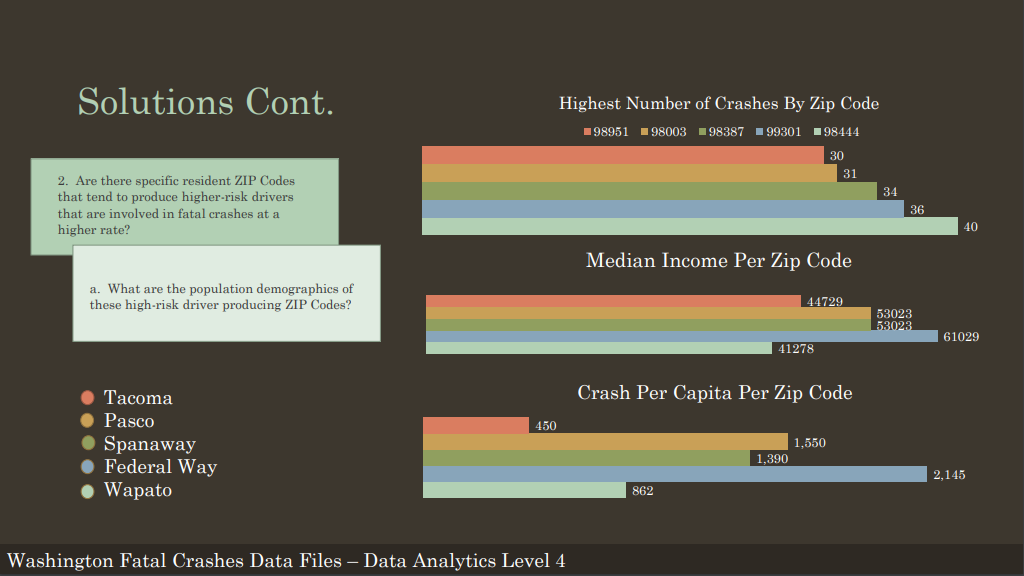 Solutions Cont.
2.  Are there specific resident ZIP Codes
that tend to produce higher-risk drivers
that are involved in fatal crashes at a
higher rate?
a.  What are the population demographics of
these high-risk driver producing ZIP Codes?
Tacoma
Pasco
Spanaway
Federal Way
Wapato
Highest Number of Crashes By Zip Code
98951 98003 98387 99301 98444
30
31
34
36
40
Median Income Per Zip Code
44729
53023
53023
61029
41278
Crash Per Capita Per Zip Code
450
1,550
1,390
2,145
862
Washington Fatal Crashes Data Files – Data Analytics Level 4